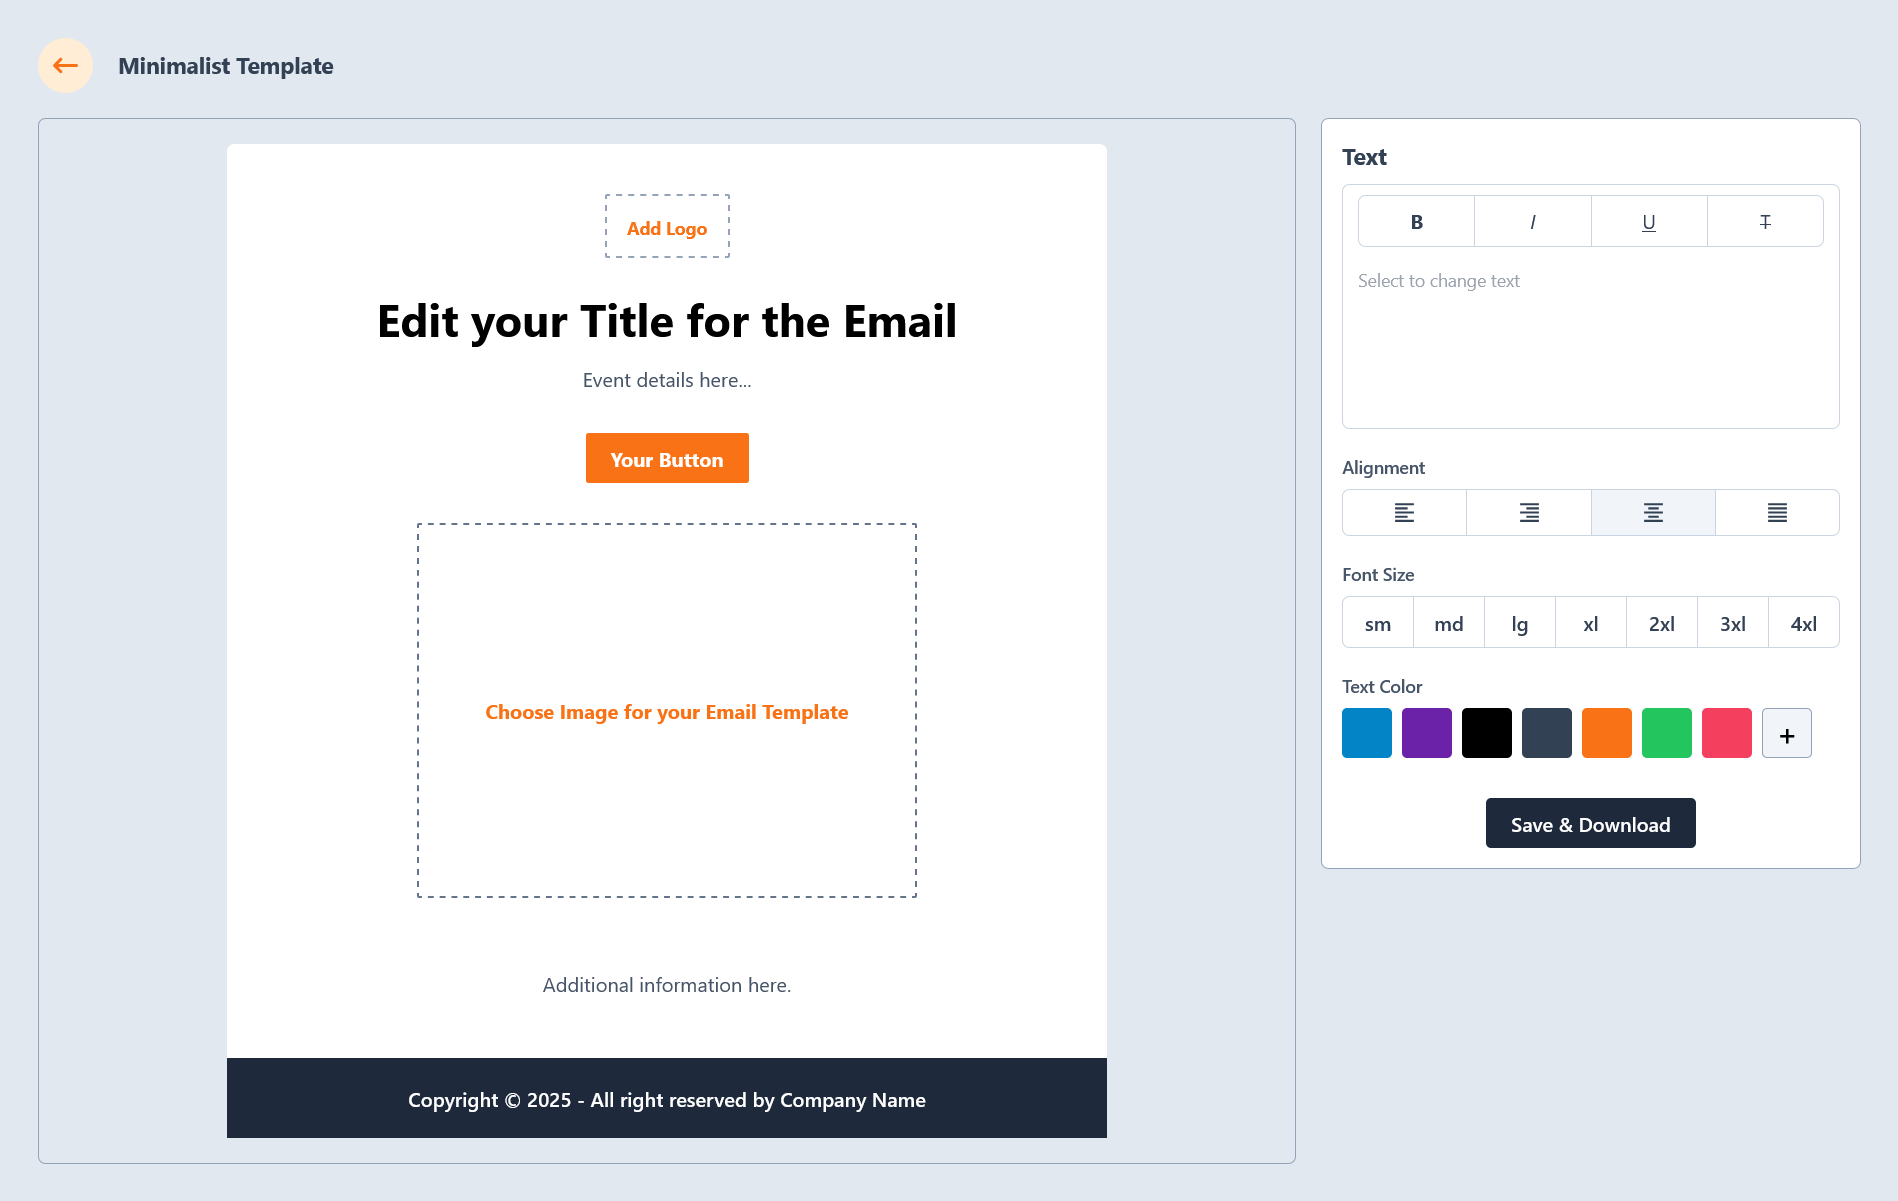 Minimalist Template
Add Logo
Edit your Title for the Email
Event details here...
Your Button
Choose Image for your Email Template
Additional information here.
Copyright © 2025 - All right reserved by Company Name
Text
B I U T
Select to change text
Alignment
Font Size
sm md lg xl 2xl 3xl 4xl
Text Color
+
Save & Download